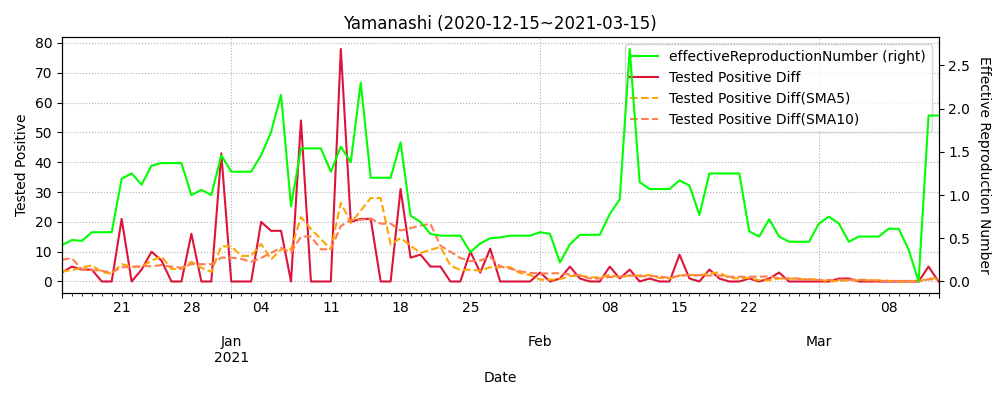 Yamanashi (2020-12-15~2021-03-15)
effectiveReproductionNumber (right)
Tested Positive Diff
Tested Positive Diff(SMA5)
Tested Positive Diff(SMA10)
Tested Positive
80
70
60
50
40
30
20
10
0
Effective Reproduction Number
2.5
2.0
1.5
1.0
0.5
0.0
21 28 04 11 18 25 08 15 22 08
Jan Feb Mar
2021
Date